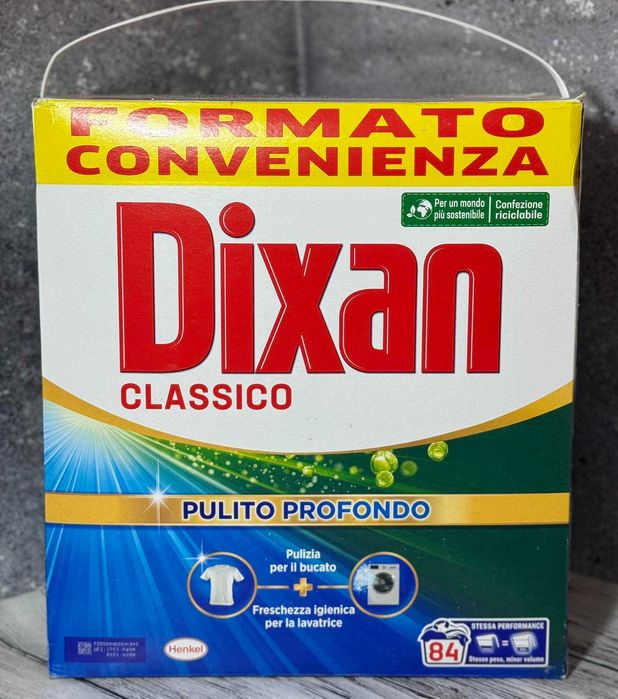 FORMATO
CONVENIENZA
Per un mondo
più sostenibile
Confezione
riciclabile
Dixan
CLASSICO
PULITO PROFONDO
Pulizia
per il bucato
+
Freschezza igienica
per la lavatrice
Henkel
84
STESSA PERFORMANCE
=
Stesso peso, minor volume